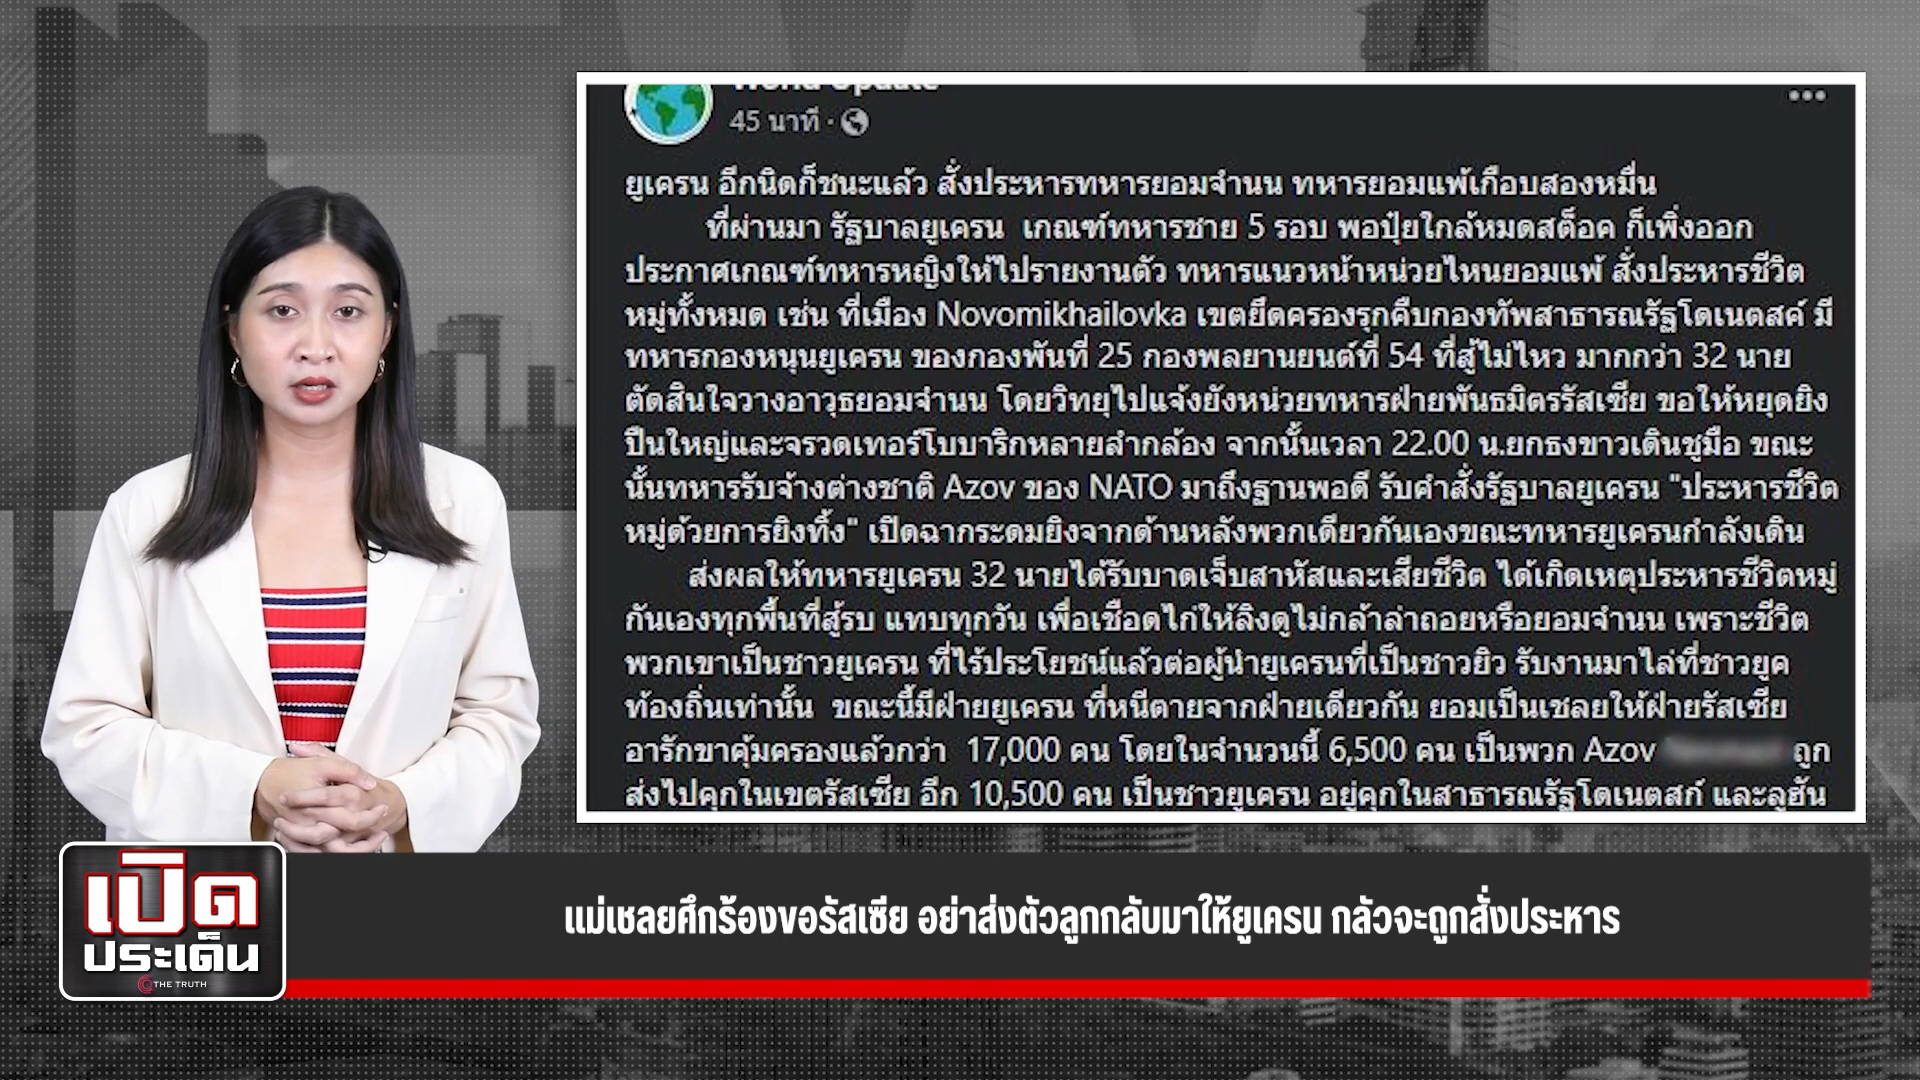 World Update
45 นาที ·
ยูเครน อีกนิดก็ชนะแล้ว สั่งประหารทหารยอมจำนน ทหารยอมแพ้เกือบสองหมื่น
ที่ผ่านมา รัฐบาลยูเครน เกณฑ์ทหารชาย 5 รอบ พอปุ๋ยใกล้หมดสต็อค ก็เพิ่งออก
ประกาศเกณฑ์ทหารหญิงให้ไปรายงานตัว ทหารแนวหน้าหน่วยไหนยอมแพ้ สั่งประหารชีวิต
หมู่ทั้งหมด เช่น ที่เมือง Novomikhailovka เขตยึดครองรุกคืบกองทัพสาธารณรัฐโดเนตสค์ มี
ทหารกองหนุนยูเครน ของกองพันที่ 25 กองพลยานยนต์ที่ 54 ที่สู้ไม่ไหว มากกว่า 32 นาย
ตัดสินใจวางอาวุธยอมจำนน โดยวิทยุไปแจ้งยังหน่วยทหารฝ่ายพันธมิตรรัสเซีย ขอให้หยุดยิง
ปืนใหญ่และจรวดเทอร์โบบาริกหลายลำกล้อง จากนั้นเวลา 22.00 น.ยกธงขาวเดินชูมือ ขณะ
นั้นทหารรับจ้างต่างชาติ Azov ของ NATO มาถึงฐานพอดี รับคำสั่งรัฐบาลยูเครน "ประหารชีวิต
หมู่ด้วยการยิงทิ้ง" เปิดฉากระดมยิงจากด้านหลังพวกเดียวกันเองขณะทหารยูเครนกำลังเดิน
ส่งผลให้ทหารยูเครน 32 นายได้รับบาดเจ็บสาหัสและเสียชีวิต ได้เกิดเหตุประหารชีวิตหมู่
กันเองทุกพื้นที่สู้รบ แทบทุกวัน เพื่อเชือดไก่ให้ลิงดูไม่กล้าล่าถอยหรือยอมจำนน เพราะชีวิต
พวกเขาเป็นชาวยูเครน ที่ไร้ประโยชน์แล้วต่อผู้นำยูเครนที่เป็นชาวยิว รับงานมาไล่ที่ชาวยูค
ท้องถิ่นเท่านั้น ขณะนี้มีฝ่ายยูเครน ที่หนีตายจากฝ่ายเดียวกัน ยอมเป็นเชลยให้ฝ่ายรัสเซีย
อารักขาคุ้มครองแล้วกว่า 17,000 คน โดยในจำนวนนี้ 6,500 คน เป็นพวก Azov ถูก
ส่งไปคุกในเขตรัสเซีย อีก 10,500 คน เป็นชาวยูเครน อยู่คุกในสาธารณรัฐโดเนตสก์ และลูฮัน
แม่เชลยศึกร้องขอรัสเซีย อย่าส่งตัวลูกกลับมาให้ยูเครน กลัวจะถูกสั่งประหาร
เปิด
ประเด็น
THE TRUTH